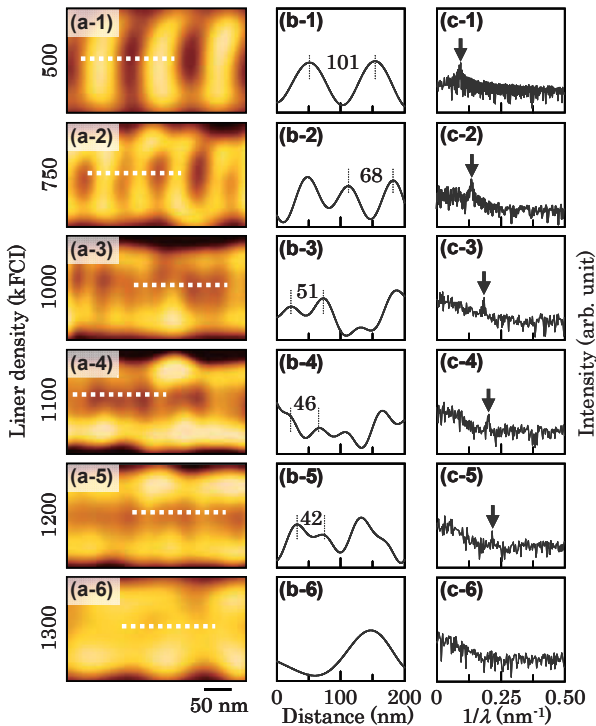 Liner density (kFCI)
500
(a-1)
(b-1)
101
(c-1)
750
(a-2)
(b-2)
68
(c-2)
1000
(a-3)
(b-3)
51
(c-3)
1100
(a-4)
(b-4)
46
(c-4)
1200
(a-5)
(b-5)
42
(c-5)
1300
(a-6)
(b-6)
(c-6)
Intensity (arb. unit)
50 nm
0 100 200
Distance (nm)
0 0.25 0.50
1/λ (nm⁻¹)